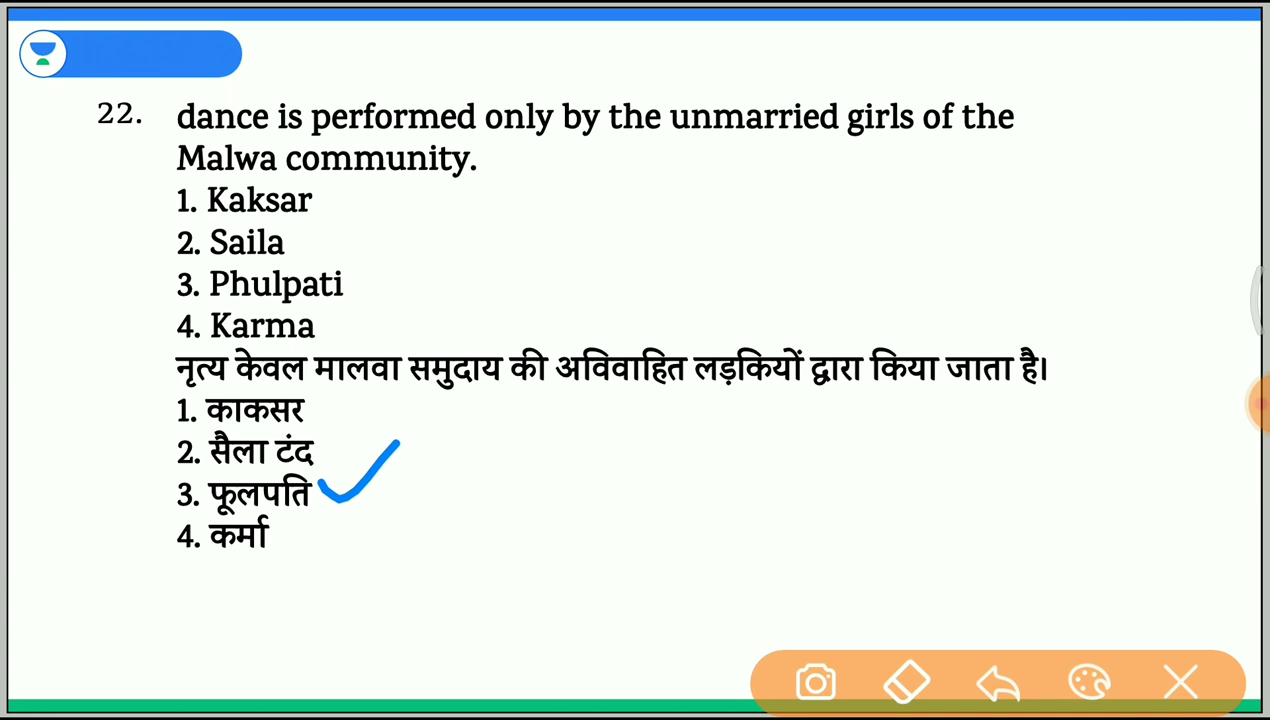 22. dance is performed only by the unmarried girls of the
Malwa community.
1. Kaksar
2. Saila
3. Phulpati
4. Karma
नृत्य केवल मालवा समुदाय की अविवाहित लड़कियों द्वारा किया जाता है।
1. काकसर
2. सैला टंद
3. फूलपति
4. कर्मा